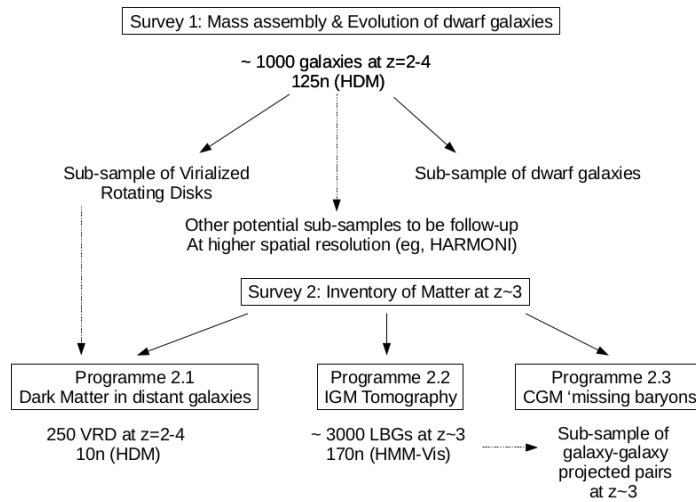 Survey 1: Mass assembly & Evolution of dwarf galaxies
~ 1000 galaxies at z=2-4
125n (HDM)
Sub-sample of Virialized
Rotating Disks
Sub-sample of dwarf galaxies
Other potential sub-samples to be follow-up
At higher spatial resolution (eg, HARMONI)
Survey 2: Inventory of Matter at z~3
Programme 2.1
Dark Matter in distant galaxies
Programme 2.2
IGM Tomography
Programme 2.3
CGM ‘missing baryons
250 VRD at z=2-4
10n (HDM)
~ 3000 LBGs at z~3
170n (HMM-Vis)
Sub-sample of
galaxy-galaxy
projected pairs
at z~3